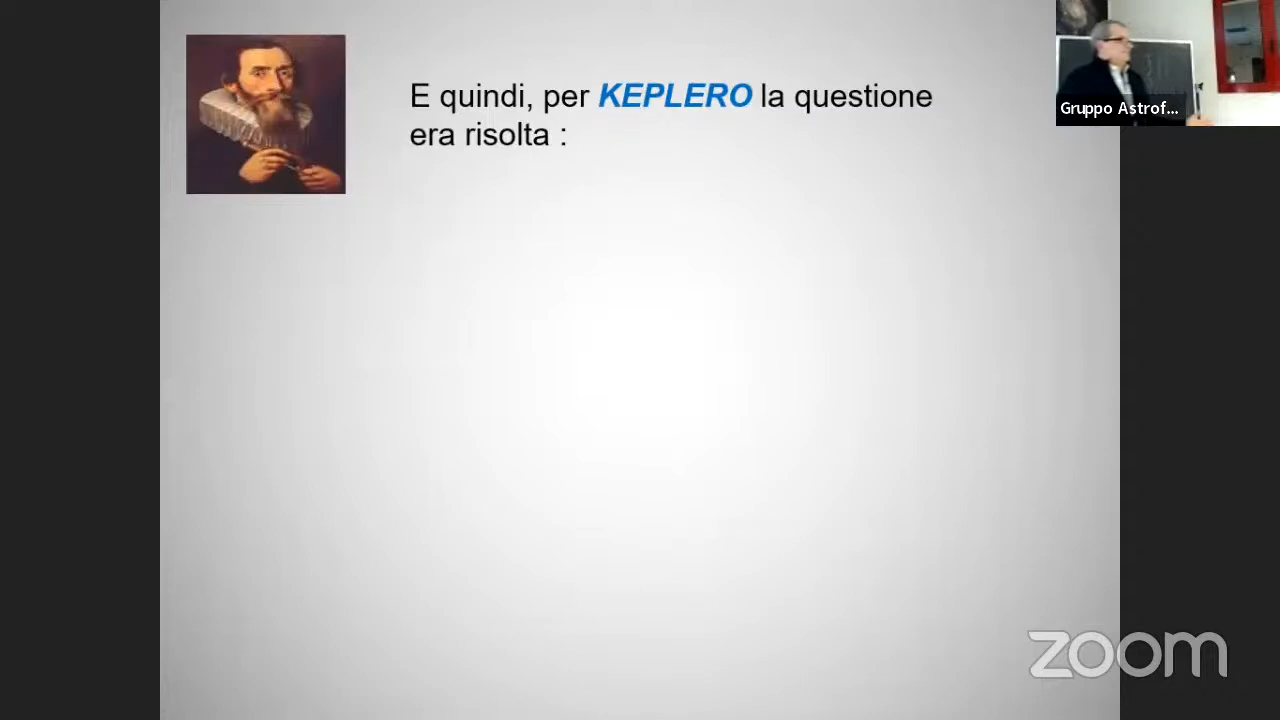 E quindi, per KEPLERO la questione
era risolta :
Gruppo Astrof...
zoom